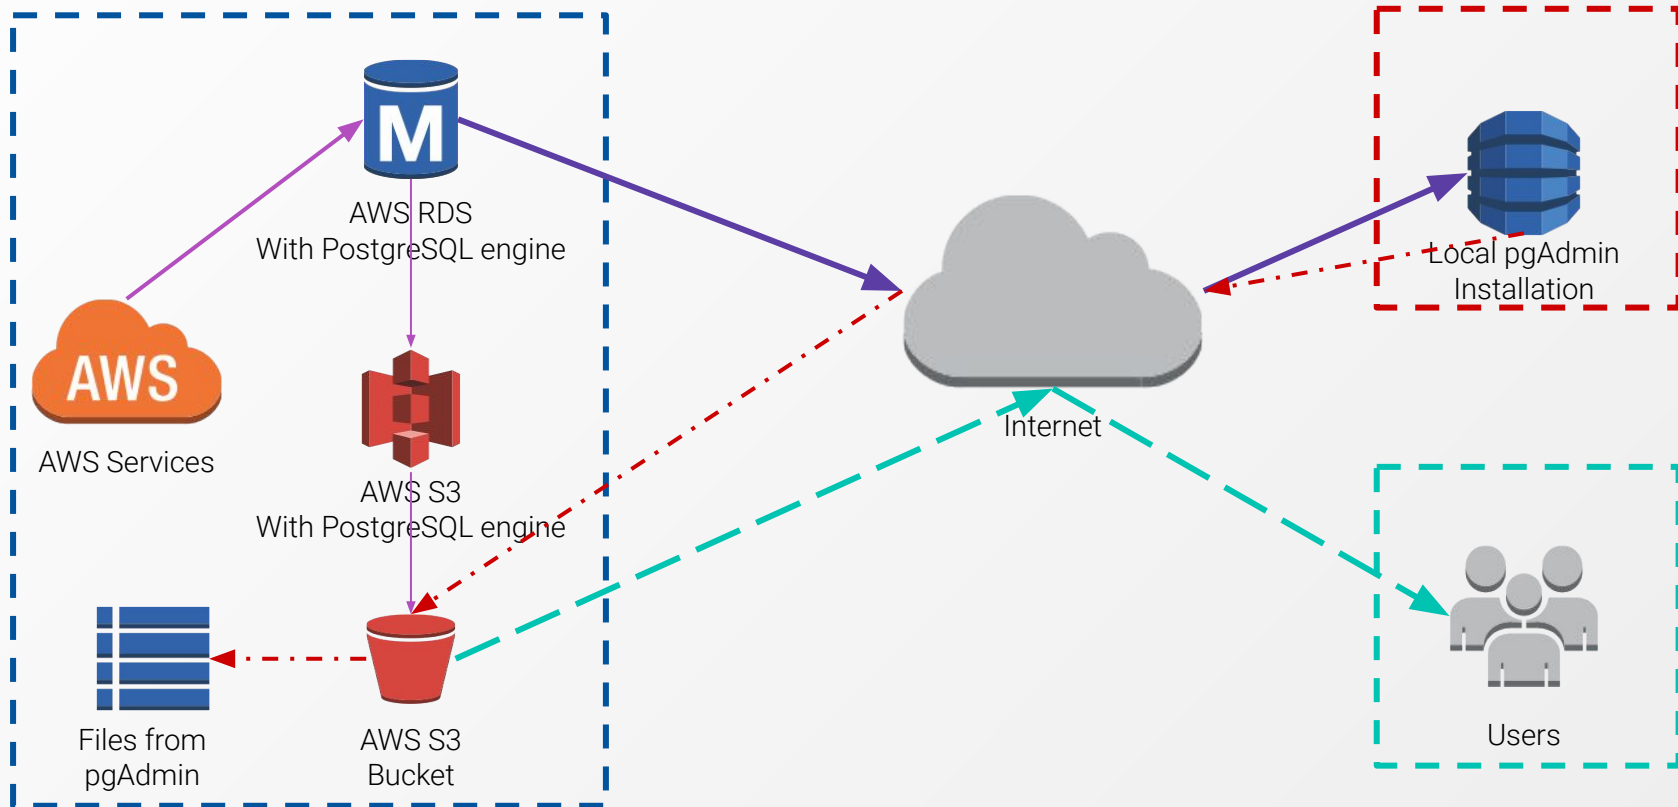 M
AWS RDS
With PostgreSQL engine
AWS
AWS Services
AWS S3
With PostgreSQL engine
Files from
pgAdmin
AWS S3
Bucket
Internet
Local pgAdmin
Installation
Users